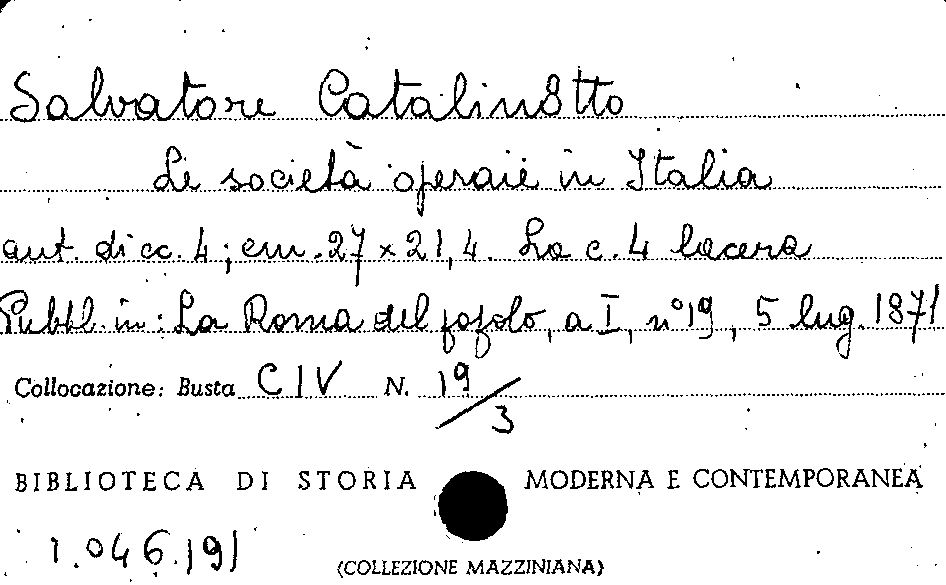 Salvatore Catalinotto
Le società operaie in Italia
aut. di cc. 4; cm. 27 × 21,4. La c. 4 lacera
Pubbl. in: La Roma del popolo, a I, n° 19, 5 lug. 1871
Collocazione: Busta CIV N. 19/3
BIBLIOTECA DI STORIA MODERNA E CONTEMPORANEA
1.046.191
(COLLEZIONE MAZZINIANA)